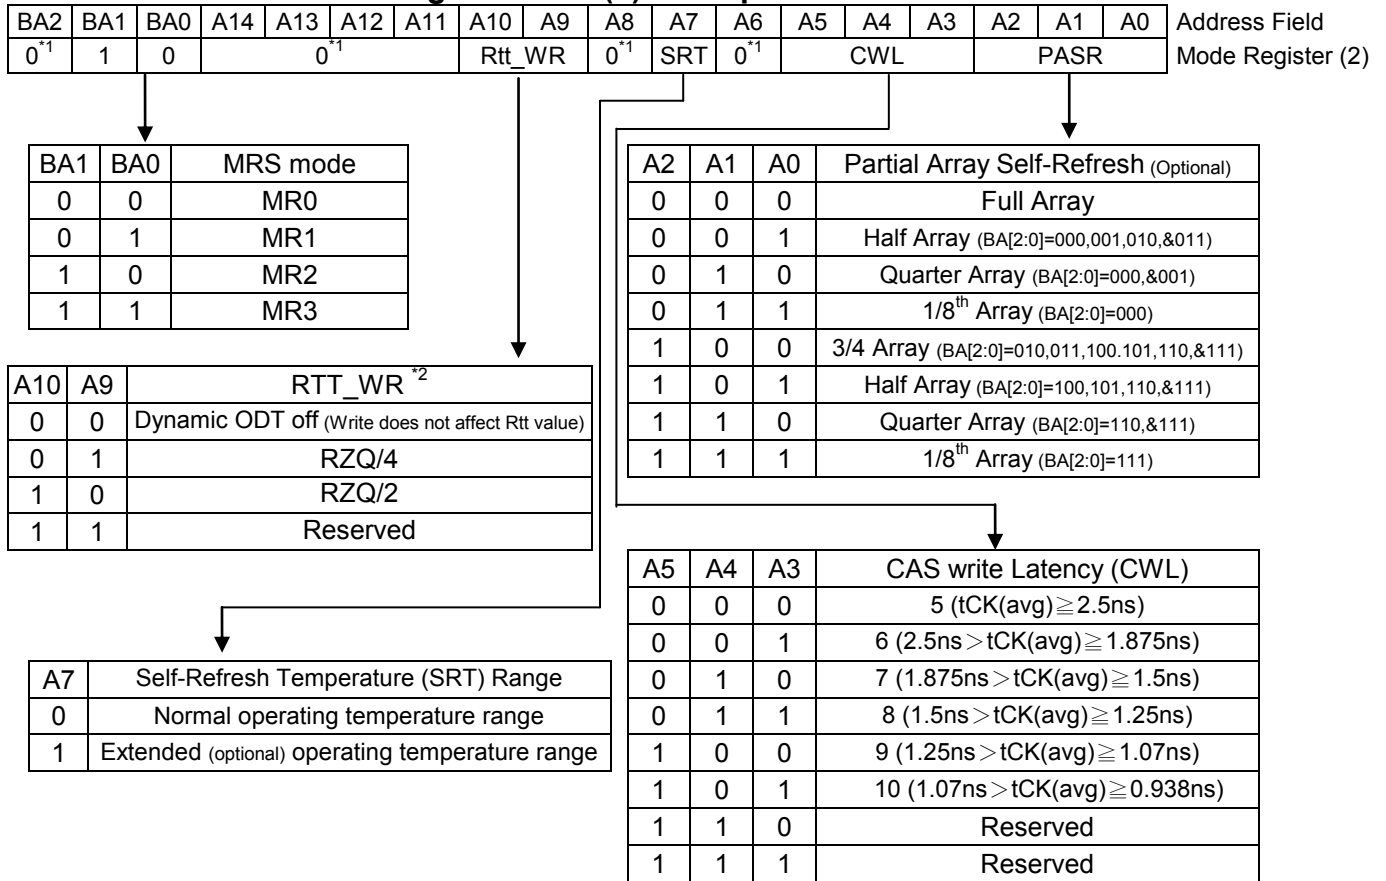 BA2 BA1 BA0 A14 A13 A12 A11 A10 A9 A8 A7 A6 A5 A4 A3 A2 A1 A0 Address Field
0*1 1 0 0*1 Rtt_WR 0*1 SRT 0*1 CWL PASR Mode Register (2)
BA1 BA0 MRS mode
0 0 MR0
0 1 MR1
1 0 MR2
1 1 MR3
A2 A1 A0 Partial Array Self-Refresh (Optional)
0 0 0 Full Array
0 0 1 Half Array (BA[2:0]=000,001,010,&011)
0 1 0 Quarter Array (BA[2:0]=000,&001)
0 1 1 1/8th Array (BA[2:0]=000)
1 0 0 3/4 Array (BA[2:0]=010,011,100.101,110,&111)
1 0 1 Half Array (BA[2:0]=100,101,110,&111)
1 1 0 Quarter Array (BA[2:0]=110,&111)
1 1 1 1/8th Array (BA[2:0]=111)
A10 A9 RTT_WR *2
0 0 Dynamic ODT off (Write does not affect Rtt value)
0 1 RZQ/4
1 0 RZQ/2
1 1 Reserved
A5 A4 A3 CAS write Latency (CWL)
0 0 0 5 (tCK(avg)≧2.5ns)
0 0 1 6 (2.5ns>tCK(avg)≧1.875ns)
0 1 0 7 (1.875ns>tCK(avg)≧1.5ns)
0 1 1 8 (1.5ns>tCK(avg)≧1.25ns)
1 0 0 9 (1.25ns>tCK(avg)≧1.07ns)
1 0 1 10 (1.07ns>tCK(avg)≧0.938ns)
1 1 0 Reserved
1 1 1 Reserved
A7 Self-Refresh Temperature (SRT) Range
0 Normal operating temperature range
1 Extended (optional) operating temperature range